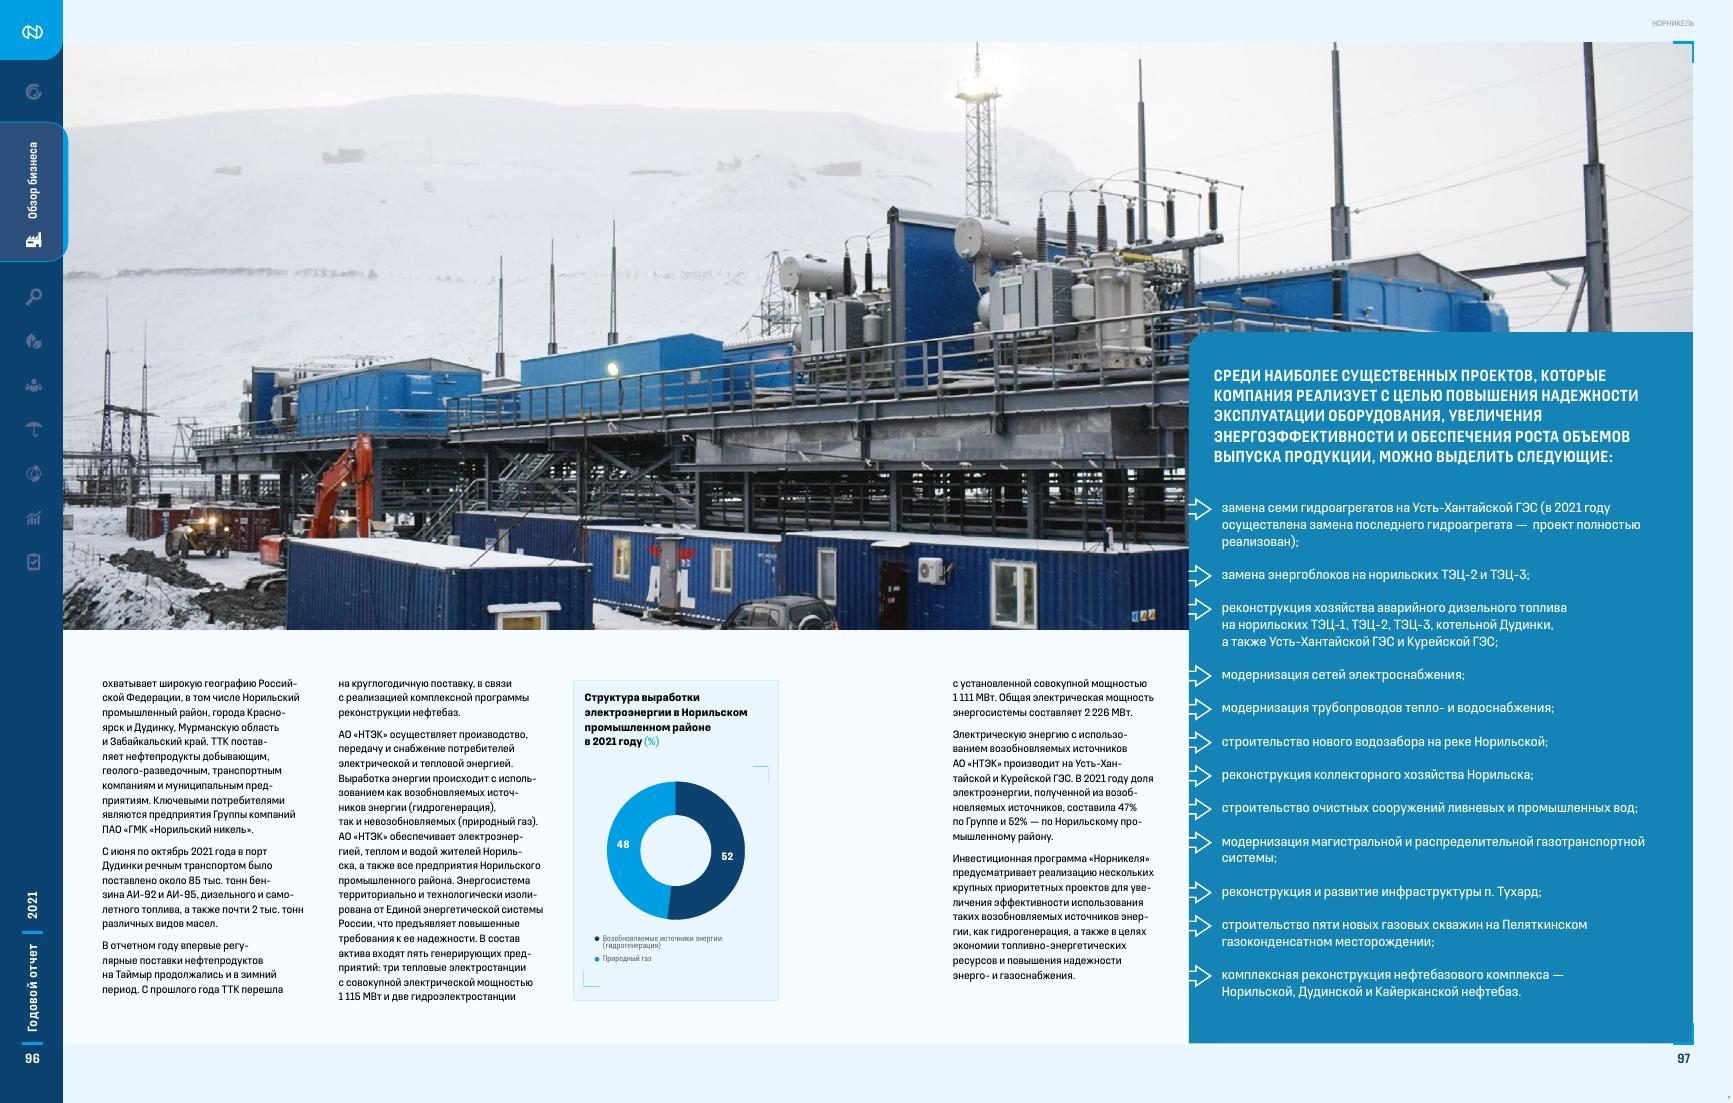 НОРНИКЕЛЬ
Обзор бизнеса
Годовой отчет
2021
96
охватывает широкую географию Россий-
ской Федерации, в том числе Норильский
промышленный район, города Красно-
ярск и Дудинку, Мурманскую область
и Забайкальский край. ТТК постав-
ляет нефтепродукты добывающим,
геолого-разведочным, транспортным
компаниям и муниципальным пред-
приятиям. Ключевыми потребителями
являются предприятия Группы компаний
ПАО «ГМК «Норильский никель».
С июня по октябрь 2021 года в порт
Дудинки речным транспортом было
поставлено около 85 тыс. тонн бен-
зина АИ-92 и АИ-95, дизельного и само-
летного топлива, а также почти 2 тыс. тонн
различных видов масел.
В отчетном году впервые регу-
лярные поставки нефтепродуктов
на Таймыр продолжались и в зимний
период. С прошлого года ТТК перешла
на круглогодичную поставку, в связи
с реализацией комплексной программы
реконструкции нефтебаз.
АО «НТЭК» осуществляет производство,
передачу и снабжение потребителей
электрической и тепловой энергией.
Выработка энергии происходит с исполь-
зованием как возобновляемых источ-
ников энергии (гидрогенерация),
так и невозобновляемых (природный газ).
АО «НТЭК» обеспечивает электроэнер-
гией, теплом и водой жителей Нориль-
ска, а также все предприятия Норильского
промышленного района. Энергосистема
территориально и технологически изоли-
рована от Единой энергетической системы
России, что предъявляет повышенные
требования к ее надежности. В состав
актива входят пять генерирующих пред-
приятий: три тепловые электростанции
с совокупной электрической мощностью
1 115 МВт и две гидроэлектростанции
Структура выработки
электроэнергии в Норильском
промышленном районе
в 2021 году (%)
48
52
Возобновляемые источники энергии
(гидрогенерация)
Природный газ
с установленной совокупной мощностью
1 111 МВт. Общая электрическая мощность
энергосистемы составляет 2 226 МВт.
Электрическую энергию с использо-
ванием возобновляемых источников
АО «НТЭК» производит на Усть-Хан-
тайской и Курейской ГЭС. В 2021 году доля
электроэнергии, полученной из возоб-
новляемых источников, составила 47%
по Группе и 52% — по Норильскому про-
мышленному району.
Инвестиционная программа «Норникеля»
предусматривает реализацию нескольких
крупных приоритетных проектов для уве-
личения эффективности использования
таких возобновляемых источников энер-
гии, как гидрогенерация, а также в целях
экономии топливно-энергетических
ресурсов и повышения надежности
энерго- и газоснабжения.
СРЕДИ НАИБОЛЕЕ СУЩЕСТВЕННЫХ ПРОЕКТОВ, КОТОРЫЕ
КОМПАНИЯ РЕАЛИЗУЕТ С ЦЕЛЬЮ ПОВЫШЕНИЯ НАДЕЖНОСТИ
ЭКСПЛУАТАЦИИ ОБОРУДОВАНИЯ, УВЕЛИЧЕНИЯ
ЭНЕРГОЭФФЕКТИВНОСТИ И ОБЕСПЕЧЕНИЯ РОСТА ОБЪЕМОВ
ВЫПУСКА ПРОДУКЦИИ, МОЖНО ВЫДЕЛИТЬ СЛЕДУЮЩИЕ:
замена семи гидроагрегатов на Усть-Хантайской ГЭС (в 2021 году
осуществлена замена последнего гидроагрегата — проект полностью
реализован);
замена энергоблоков на норильских ТЭЦ-2 и ТЭЦ-3;
реконструкция хозяйства аварийного дизельного топлива
на норильских ТЭЦ-1, ТЭЦ-2, ТЭЦ-3, котельной Дудинки,
а также Усть-Хантайской ГЭС и Курейской ГЭС;
модернизация сетей электроснабжения;
модернизация трубопроводов тепло- и водоснабжения;
строительство нового водозабора на реке Норильской;
реконструкция коллекторного хозяйства Норильска;
строительство очистных сооружений ливневых и промышленных вод;
модернизация магистральной и распределительной газотранспортной
системы;
реконструкция и развитие инфраструктуры п. Тухард;
строительство пяти новых газовых скважин на Пеляткинском
газоконденсатном месторождении;
комплексная реконструкция нефтебазового комплекса —
Норильской, Дудинской и Кайерканской нефтебаз.
97